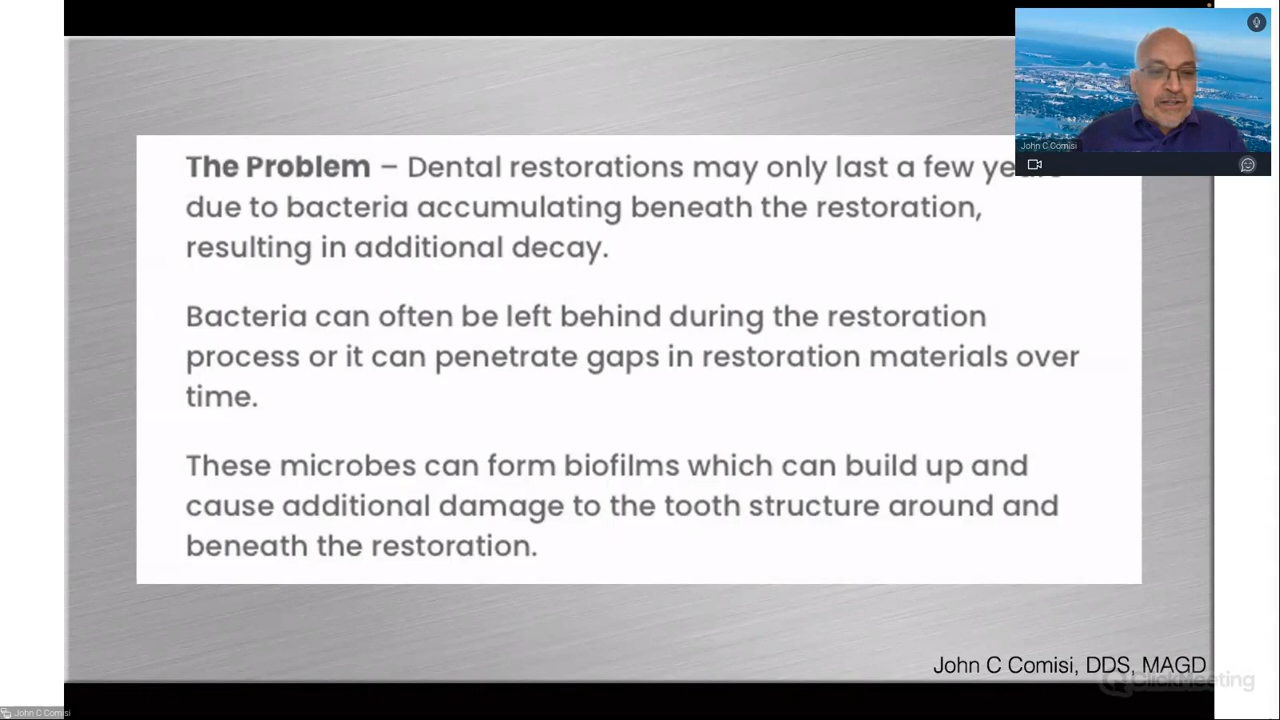 John C Comisi
The Problem – Dental restorations may only last a few years
due to bacteria accumulating beneath the restoration,
resulting in additional decay.
Bacteria can often be left behind during the restoration
process or it can penetrate gaps in restoration materials over
time.
These microbes can form biofilms which can build up and
cause additional damage to the tooth structure around and
beneath the restoration.
John C Comisi, DDS, MAGD
ClickMeeting
John C Comisi